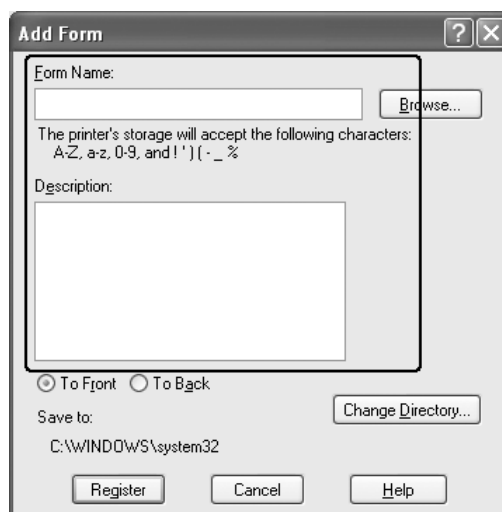 Add Form
Form Name:
Browse...
The printer's storage will accept the following characters:
A-Z, a-z, 0-9, and ! ' ) ( - _ %
Description:
To Front To Back
Save to:
Change Directory...
C:\WINDOWS\system32
Register Cancel Help